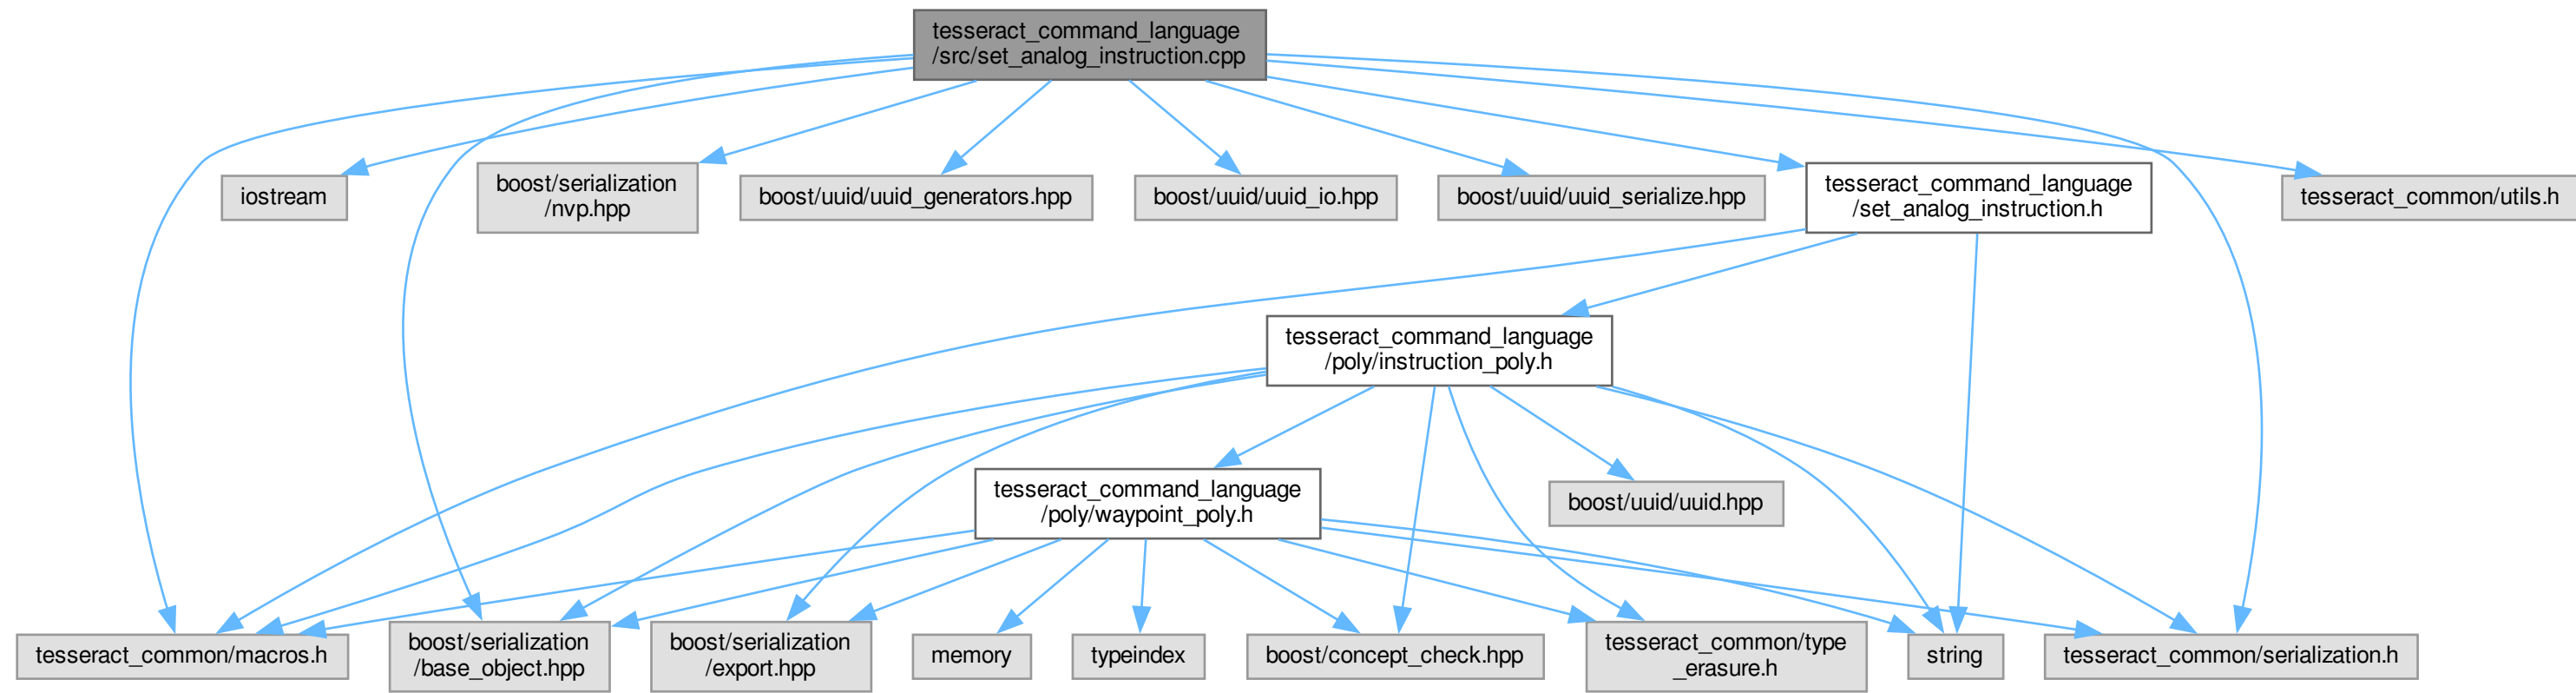 tesseract_command_language
/src/set_analog_instruction.cpp
iostream
boost/serialization
/nvp.hpp
boost/uuid/uuid_generators.hpp
boost/uuid/uuid_io.hpp
boost/uuid/uuid_serialize.hpp
tesseract_command_language
/set_analog_instruction.h
tesseract_common/utils.h
tesseract_command_language
/poly/instruction_poly.h
tesseract_command_language
/poly/waypoint_poly.h
boost/uuid/uuid.hpp
tesseract_common/macros.h
boost/serialization
/base_object.hpp
boost/serialization
/export.hpp
memory
typeindex
boost/concept_check.hpp
tesseract_common/type
_erasure.h
string
tesseract_common/serialization.h